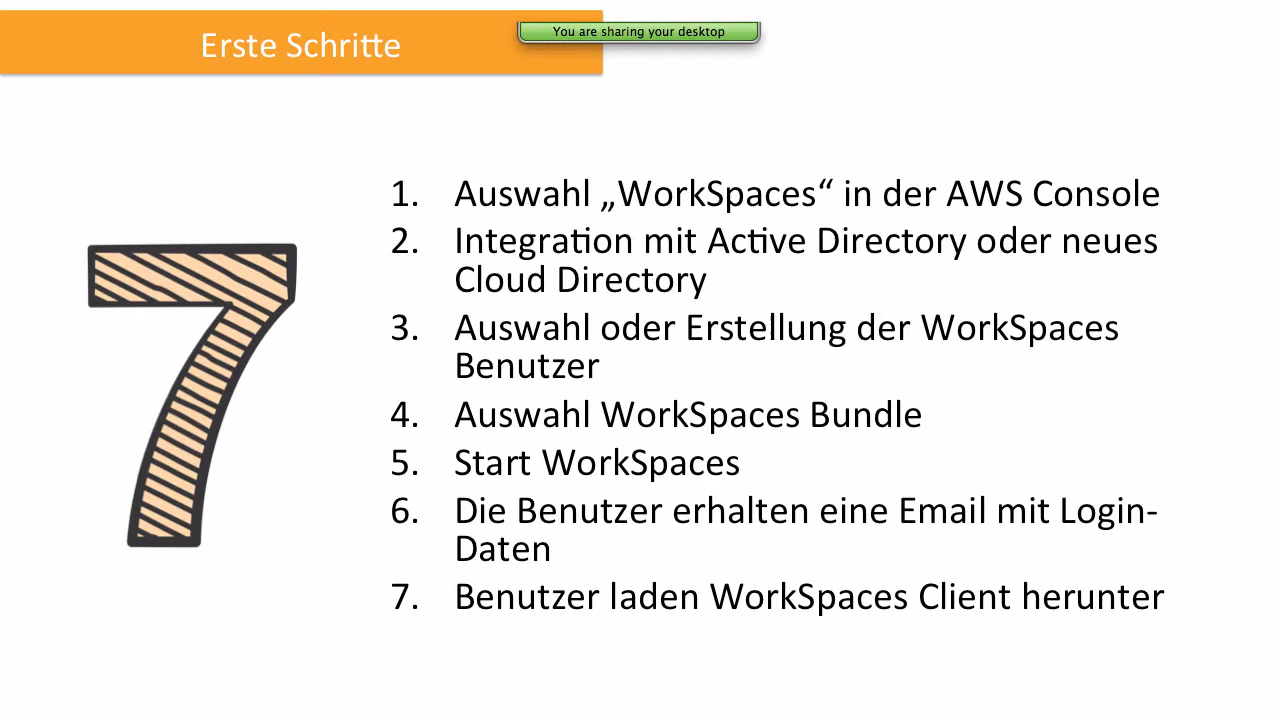 Erste Schritte
You are sharing your desktop
7
1. Auswahl „WorkSpaces“ in der AWS Console
2. Integration mit Active Directory oder neues
Cloud Directory
3. Auswahl oder Erstellung der WorkSpaces
Benutzer
4. Auswahl WorkSpaces Bundle
5. Start WorkSpaces
6. Die Benutzer erhalten eine Email mit Login-
Daten
7. Benutzer laden WorkSpaces Client herunter